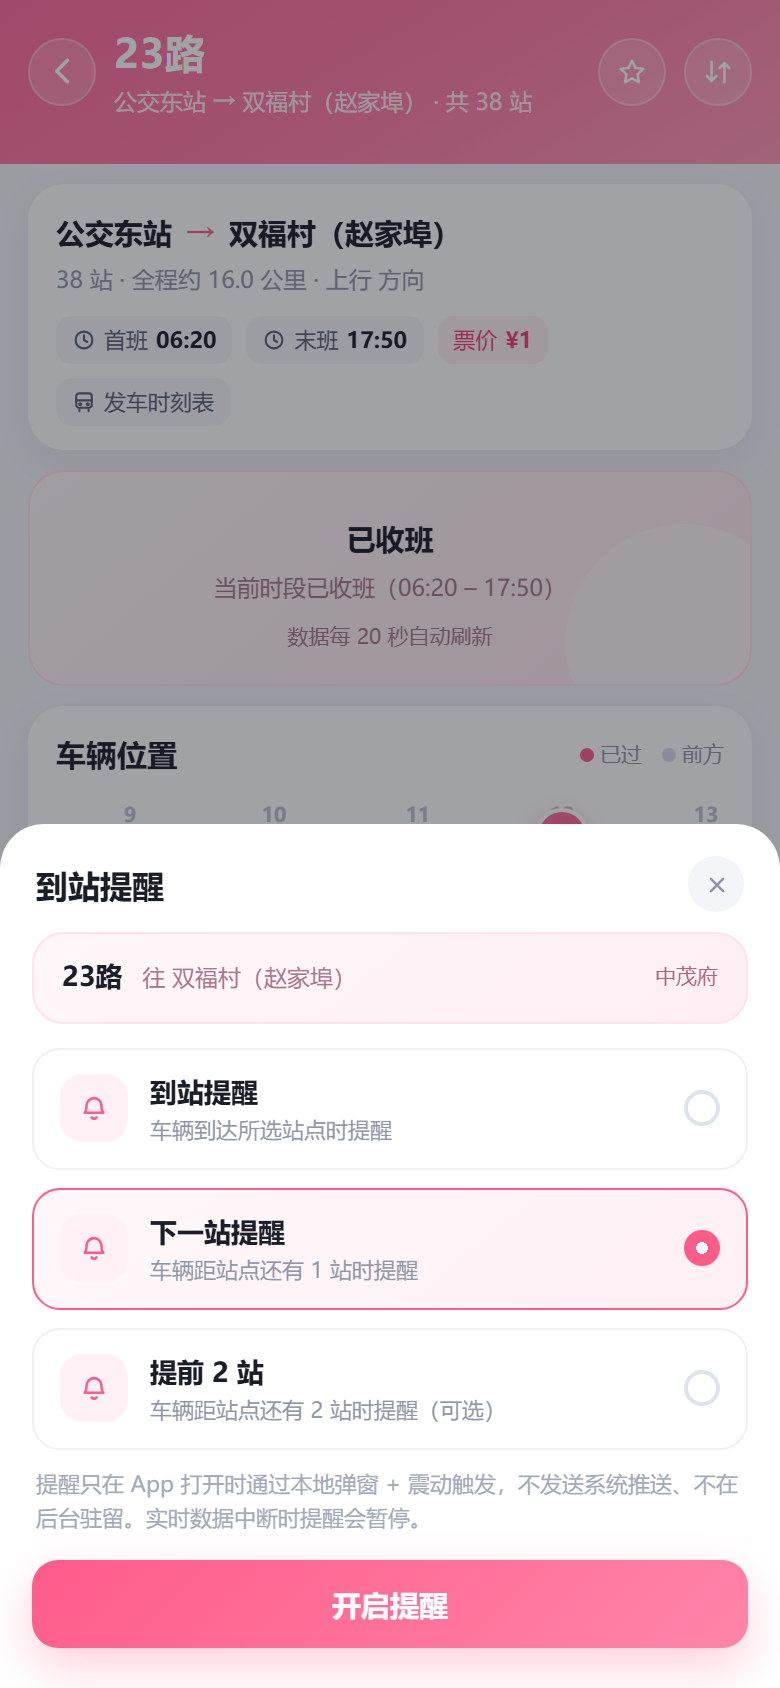 23路
公交东站 → 双福村（赵家埠） · 共 38 站
公交东站 → 双福村（赵家埠）
38 站 · 全程约 16.0 公里 · 上行 方向
首班 06:20 末班 17:50 票价 ¥1
发车时刻表
已收班
当前时段已收班（06:20 – 17:50）
数据每 20 秒自动刷新
车辆位置 已过 前方
9 10 11 13
到站提醒
23路 往 双福村（赵家埠） 中茂府
到站提醒
车辆到达所选站点时提醒
下一站提醒
车辆距站点还有 1 站时提醒
提前 2 站
车辆距站点还有 2 站时提醒（可选）
提醒只在 App 打开时通过本地弹窗 + 震动触发，不发送系统推送、不在
后台驻留。实时数据中断时提醒会暂停。
开启提醒